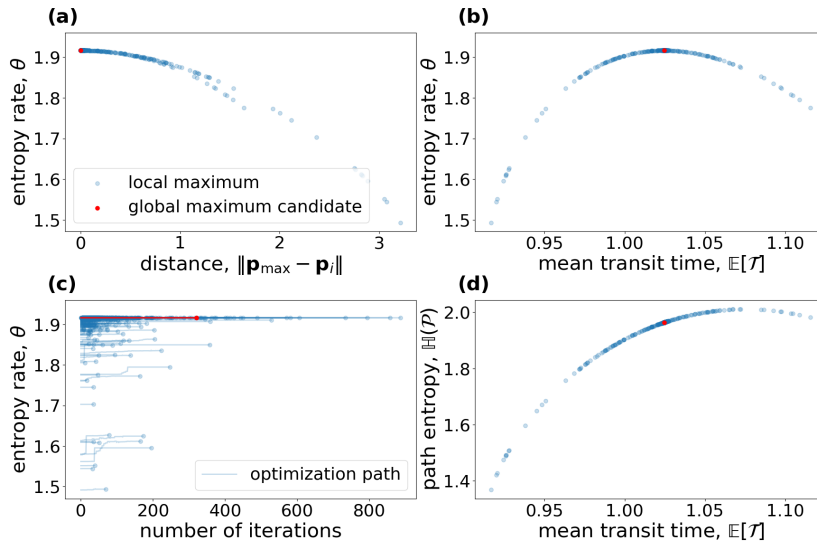 (a)
entropy rate, θ
1.9
1.8
1.7
1.6
1.5
local maximum
global maximum candidate
0
1
2
3
distance, ‖p_max − p_i‖
(b)
entropy rate, θ
1.9
1.8
1.7
1.6
1.5
0.95
1.00
1.05
1.10
mean transit time, 𝔼[𝒯]
(c)
entropy rate, θ
1.9
1.8
1.7
1.6
1.5
optimization path
0
200
400
600
800
number of iterations
(d)
path entropy, ℍ(𝒫)
2.0
1.8
1.6
1.4
0.95
1.00
1.05
1.10
mean transit time, 𝔼[𝒯]